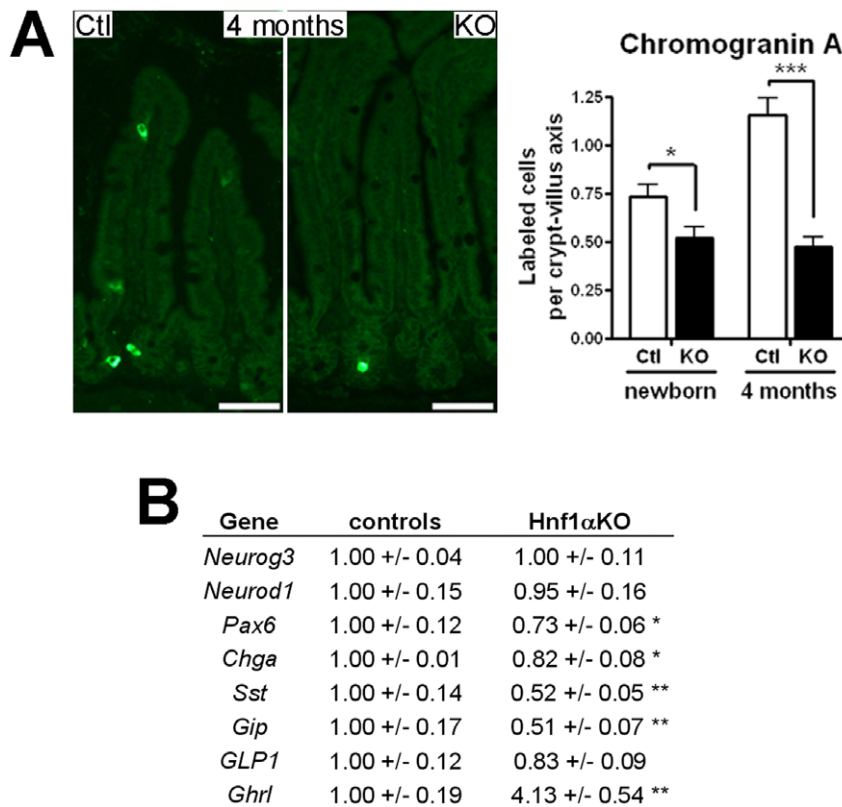 A
Ctl 4 months KO
Chromogranin A
Labeled cells
per crypt-villus axis
1.25
1.00
0.75
0.50
0.25
0.00
*
***
Ctl KO Ctl KO
newborn 4 months
B
Gene controls Hnf1αKO
Neurog3 1.00 +/- 0.04 1.00 +/- 0.11
Neurod1 1.00 +/- 0.15 0.95 +/- 0.16
Pax6 1.00 +/- 0.12 0.73 +/- 0.06 *
Chga 1.00 +/- 0.01 0.82 +/- 0.08 *
Sst 1.00 +/- 0.14 0.52 +/- 0.05 **
Gip 1.00 +/- 0.17 0.51 +/- 0.07 **
GLP1 1.00 +/- 0.12 0.83 +/- 0.09
Ghrl 1.00 +/- 0.19 4.13 +/- 0.54 **